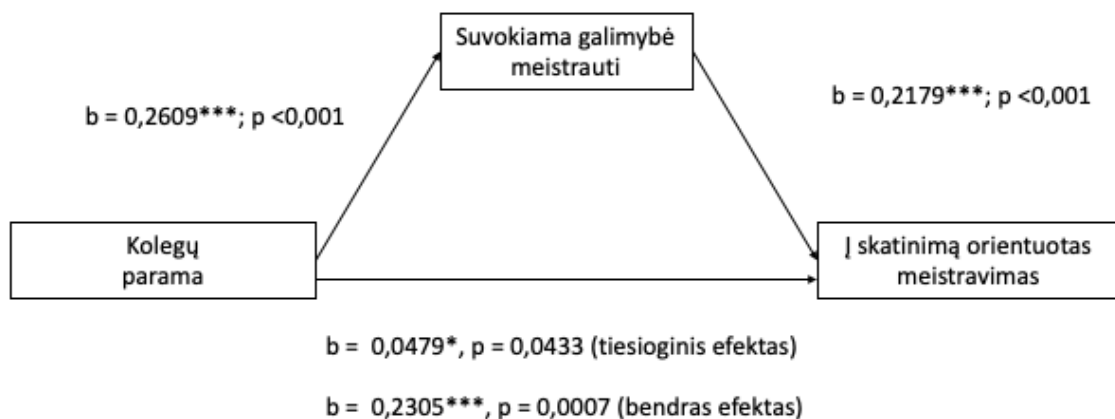 Suvokiama galimybė
meistrauti
b = 0,2609***; p <0,001
b = 0,2179***; p <0,001
Kolegų
parama
Į skatinimą orientuotas
meistravimas
b = 0,0479*, p = 0,0433 (tiesioginis efektas)
b = 0,2305***, p = 0,0007 (bendras efektas)